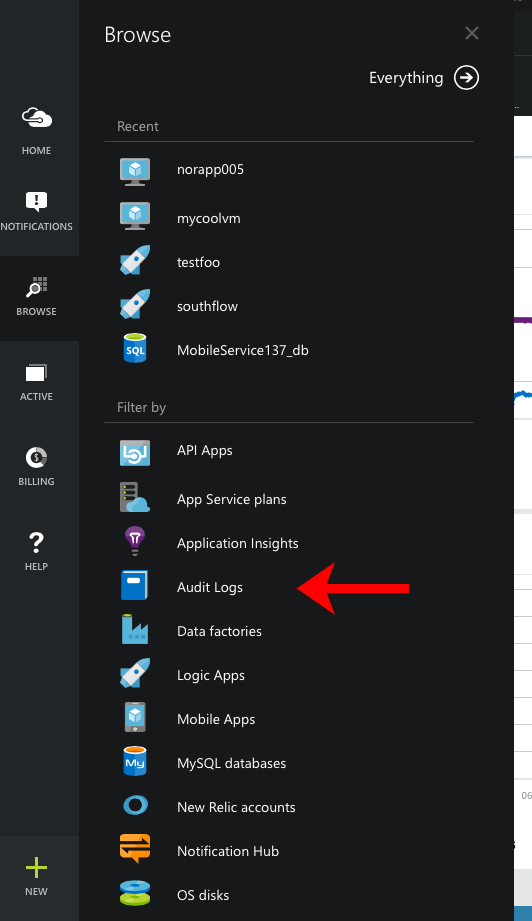 Browse
Everything
Recent
norapp005
mycoolvm
testfoo
southflow
SQL
MobileService137_db
Filter by
API Apps
App Service plans
Application Insights
Audit Logs
Data factories
Logic Apps
Mobile Apps
My
MySQL databases
New Relic accounts
Notification Hub
OS disks
HOME
NOTIFICATIONS
BROWSE
ACTIVE
BILLING
HELP
NEW
06